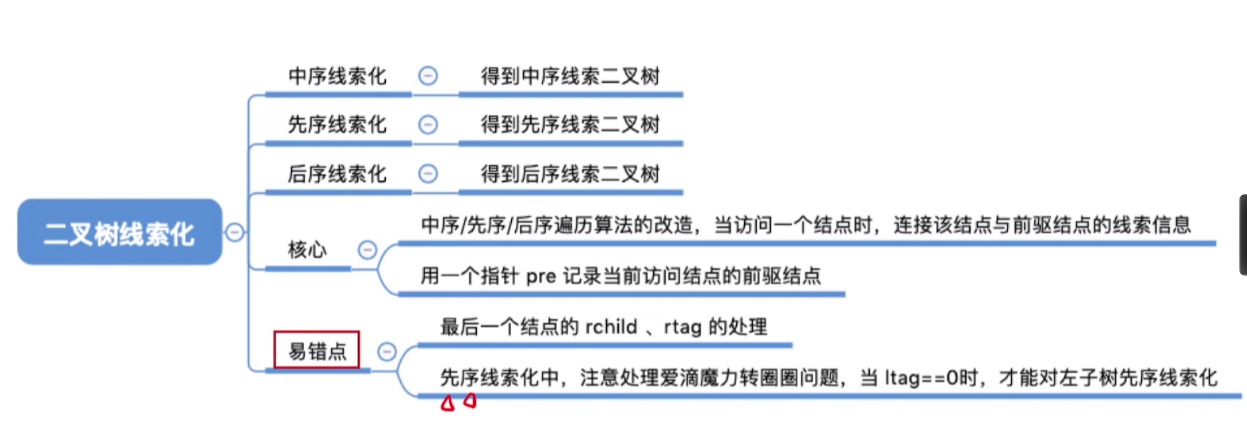 中序线索化
得到中序线索二叉树
先序线索化
得到先序线索二叉树
后序线索化
得到后序线索二叉树
二叉树线索化
核心
中序/先序/后序遍历算法的改造，当访问一个结点时，连接该结点与前驱结点的线索信息
用一个指针 pre 记录当前访问结点的前驱结点
易错点
最后一个结点的 rchild 、rtag 的处理
先序线索化中，注意处理爱滴魔力转圈圈问题，当 ltag==0时，才能对左子树先序线索化